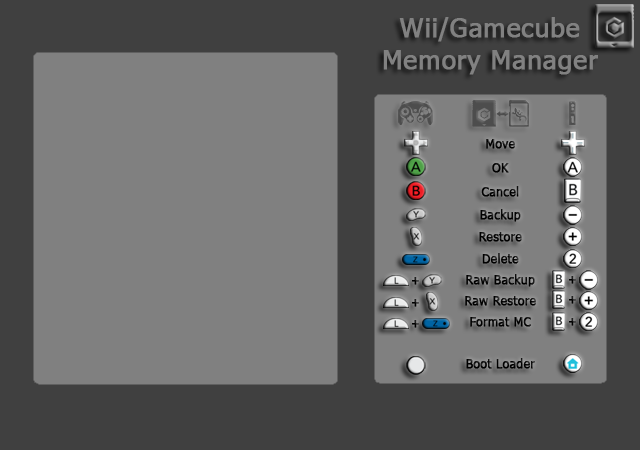 Wii/Gamecube
Memory Manager
Move
A OK A
B Cancel B
Y Backup −
X Restore +
Z Delete 2
L + Y Raw Backup B + −
L + X Raw Restore B + +
L + Z Format MC B + 2
Boot Loader